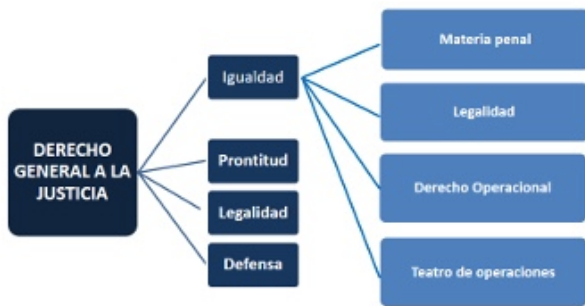 DERECHO
GENERAL A LA
JUSTICIA
Igualdad
Prontitud
Legalidad
Defensa
Materia penal
Legalidad
Derecho Operacional
Teatro de operaciones